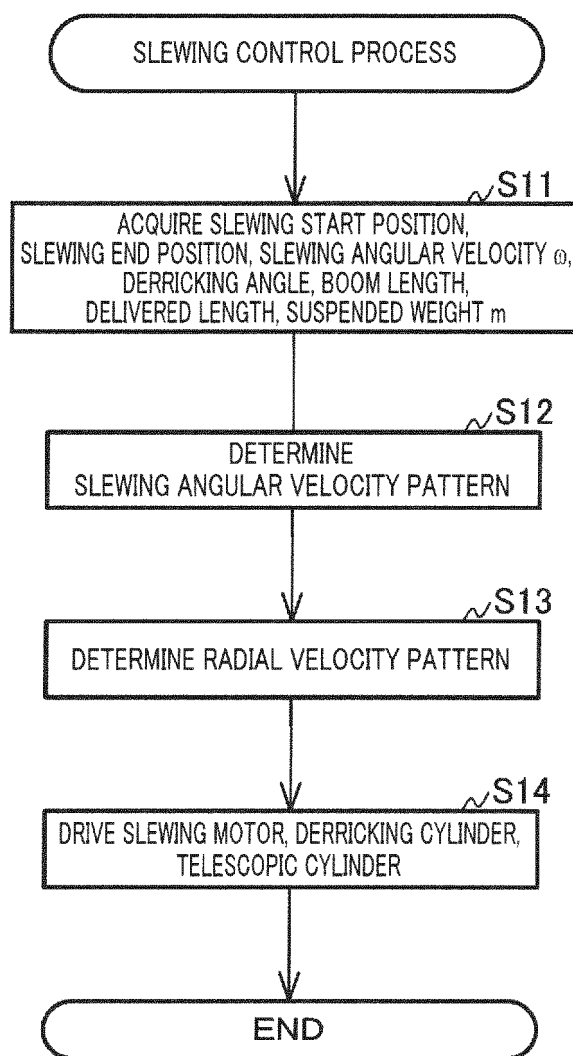 SLEWING CONTROL PROCESS
S11
ACQUIRE SLEWING START POSITION,
SLEWING END POSITION, SLEWING ANGULAR VELOCITY ω,
DERRICKING ANGLE, BOOM LENGTH,
DELIVERED LENGTH, SUSPENDED WEIGHT m
S12
DETERMINE
SLEWING ANGULAR VELOCITY PATTERN
S13
DETERMINE RADIAL VELOCITY PATTERN
S14
DRIVE SLEWING MOTOR, DERRICKING CYLINDER,
TELESCOPIC CYLINDER
END